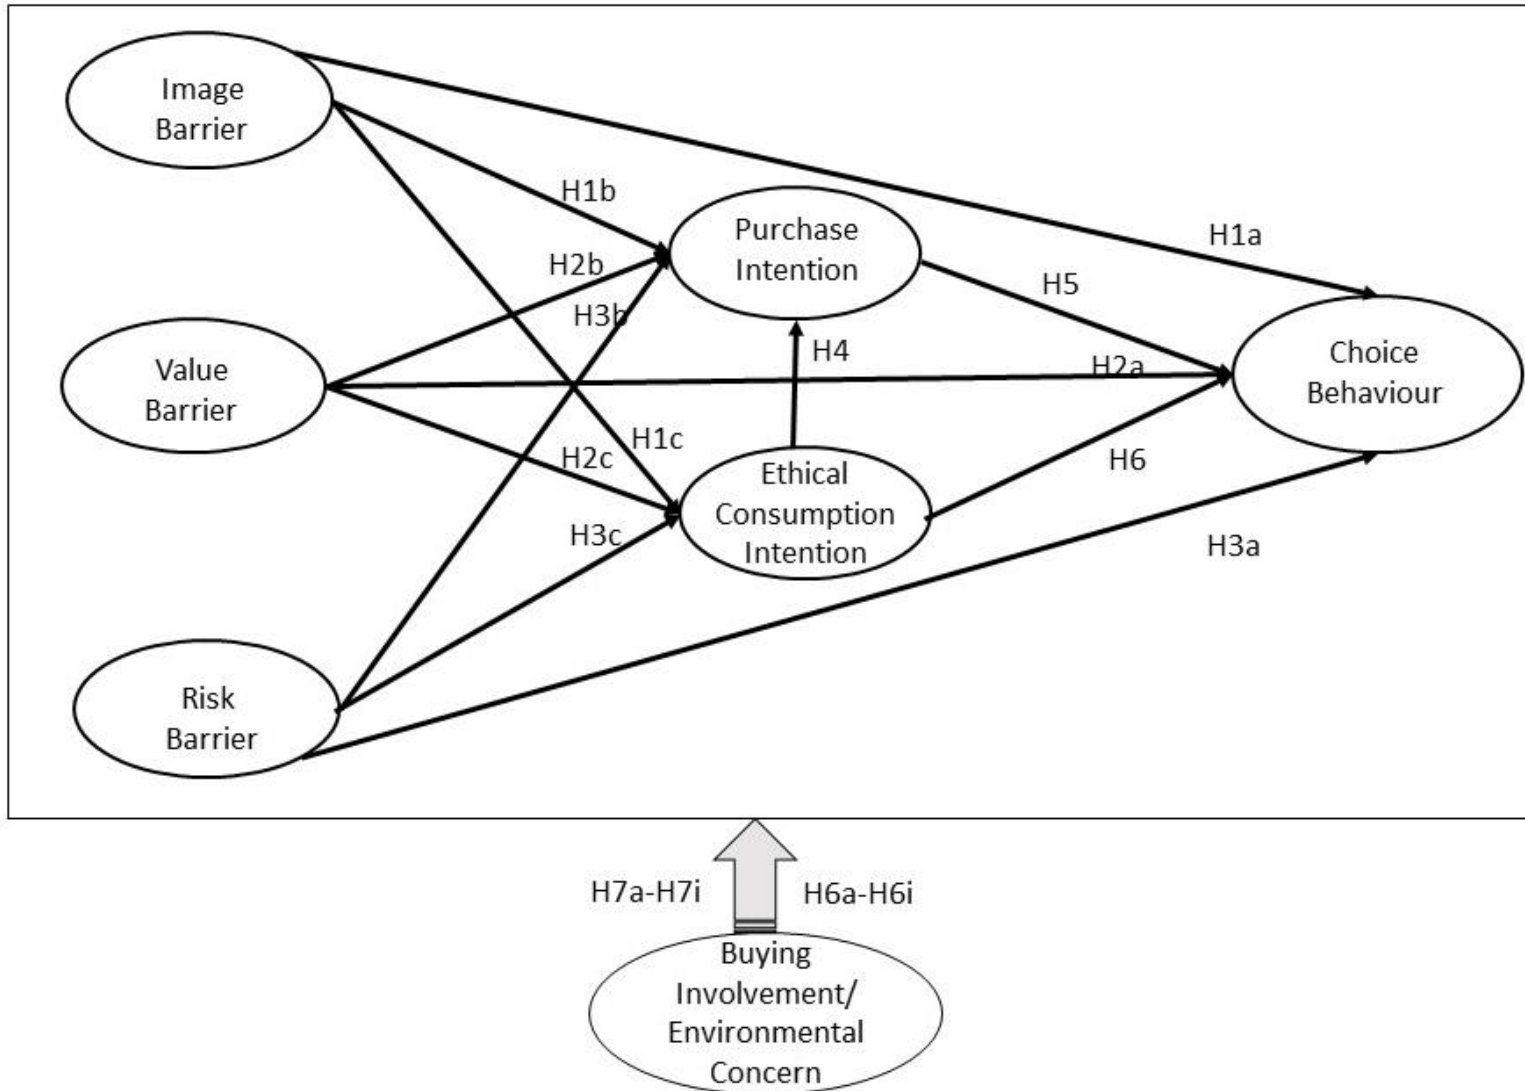 Image
Barrier
H1b
Purchase
Intention
H1a
H2b
H5
H3b
Value
Barrier
H4
H2a
Choice
Behaviour
H1c
H2c
H6
Ethical
Consumption
Intention
H3c
H3a
Risk
Barrier
H7a-H7i
H6a-H6i
Buying
Involvement/
Environmental
Concern